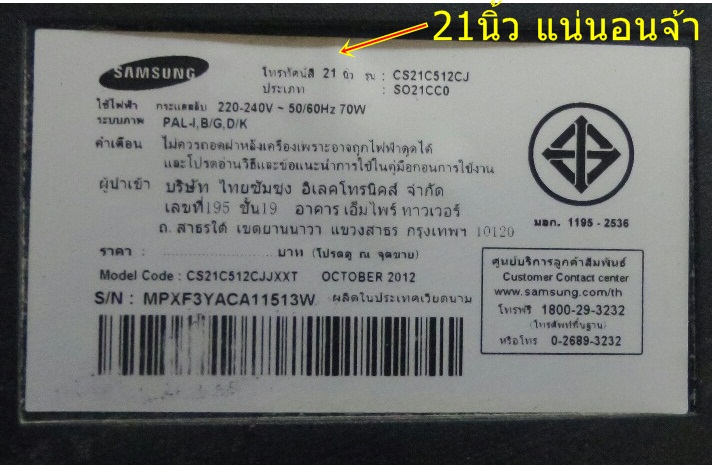 21นิ้ว แน่นอนจ้า
SAMSUNG
โทรทัศน์สี 21 นิ้ว รุ่น : CS21C512CJ
ประเภท : SO21CC0
ใช้ไฟฟ้า กระแสสลับ 220-240V ~ 50/60Hz 70W
ระบบภาพ PAL-I,B/G,D/K
คำเตือน ไม่ควรถอดฝาหลังเครื่องเพราะอาจถูกไฟฟ้าดูดได้
และโปรดอ่านวิธีและข้อแนะนำการใช้ในคู่มือก่อนการใช้งาน
ผู้นำเข้า บริษัท ไทยซัมซุง อิเลคโทรนิคส์ จำกัด
เลขที่195 ชั้น19 อาคาร เอ็มไพร์ ทาวเวอร์
ถ. สาธรใต้ เขตยานนาวา แขวงสาธร กรุงเทพฯ 10120
มอก. 1195 - 2536
ราคา : ........................ บาท (โปรดดู ณ จุดขาย)
Model Code : CS21C512CJJXXT OCTOBER 2012
S/N : MPXF3YACA11513W ผลิตในประเทศเวียดนาม
ศูนย์บริการลูกค้าสัมพันธ์
Customer Contact center
www.samsung.com/th
โทรฟรี 1800-29-3232
(โทรศัพท์พื้นฐาน)
หรือโทร 0-2689-3232